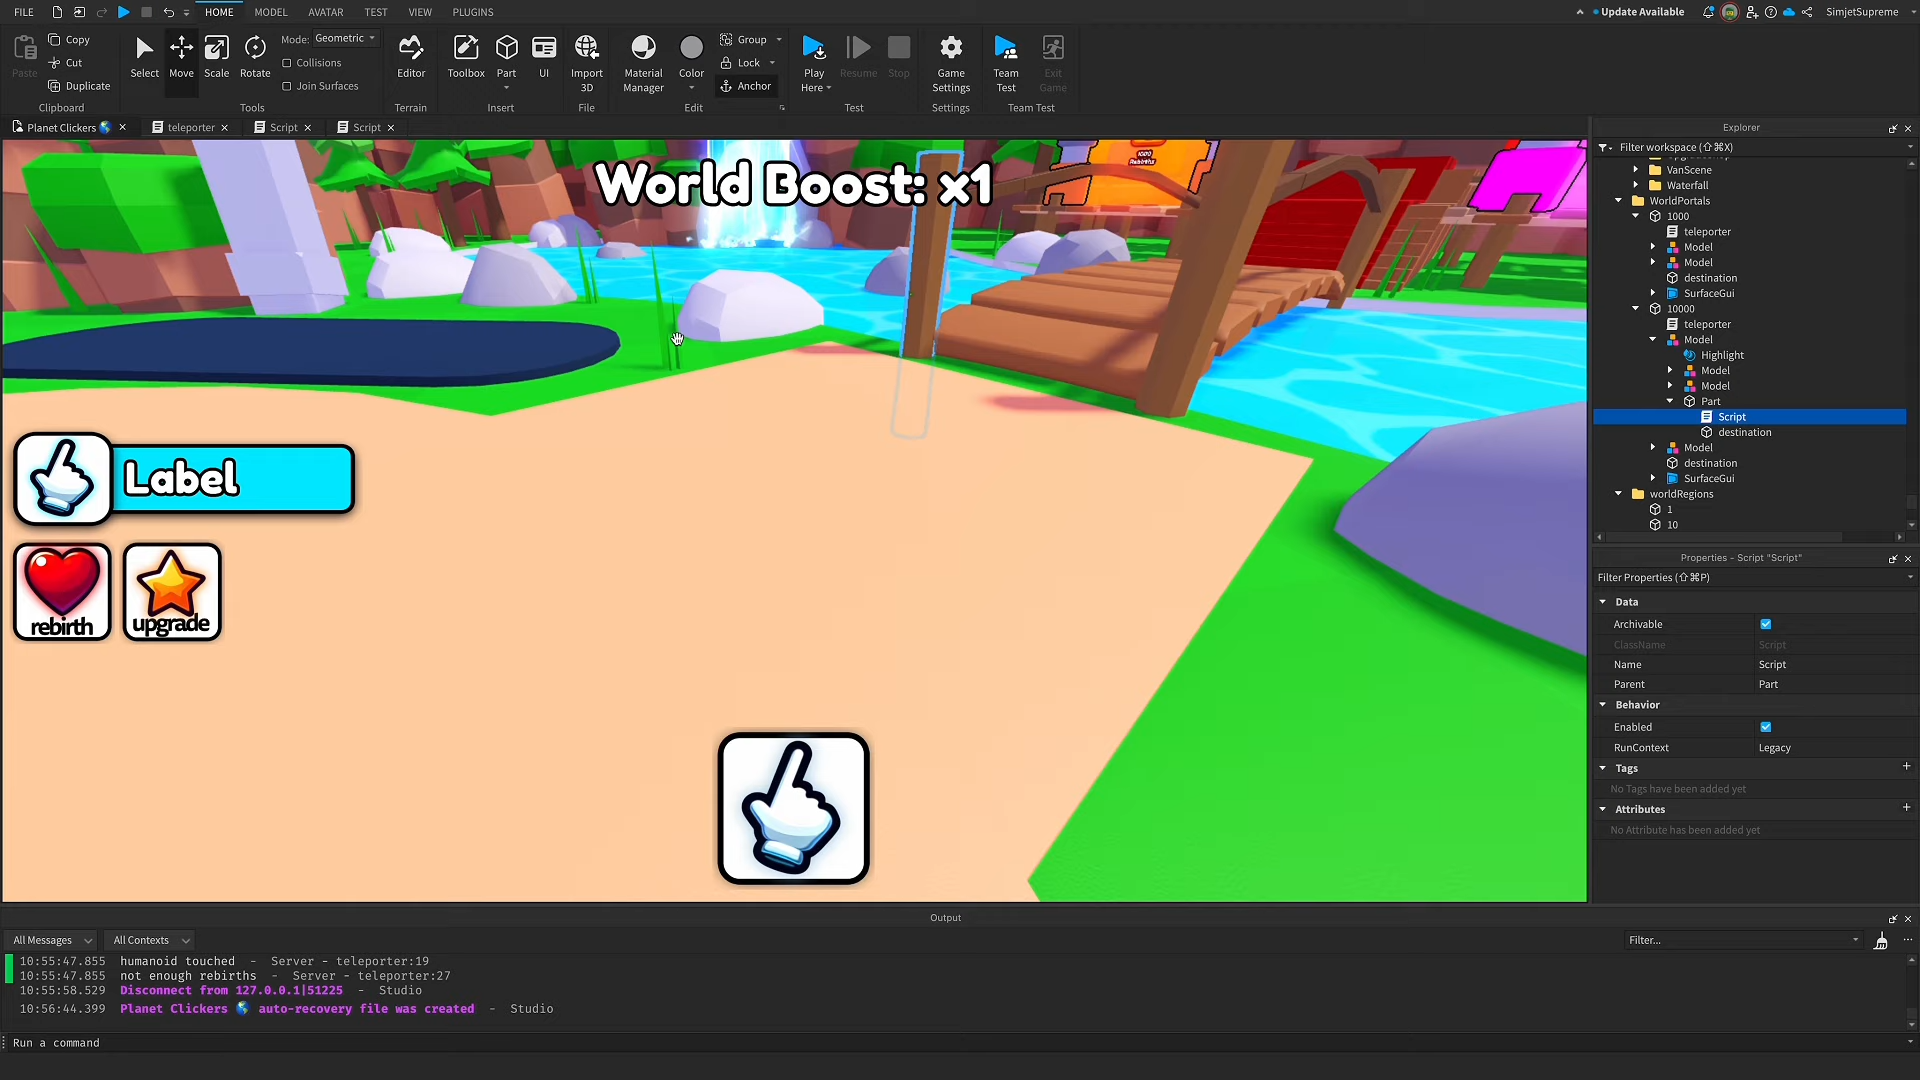 FILE HOME MODEL AVATAR TEST VIEW PLUGINS Update Available SimjetSupreme
Paste Copy Cut Duplicate Clipboard
Select Move Scale Rotate Mode: Geometric Collisions Join Surfaces Tools
Editor Terrain
Toolbox Part UI Insert
Import 3D File
Material Manager Color Group Lock Anchor Edit
Play Here Resume Stop Test
Game Settings Settings
Team Test Exit Game Team Test
Planet Clickers teleporter Script Script
World Boost: x1
1000
Rebirths
Label
rebirth upgrade
Explorer
Filter workspace (⇧⌘X)
VanScene
Waterfall
WorldPortals
1000
teleporter
Model
Model
destination
SurfaceGui
10000
teleporter
Model
Highlight
Model
Model
Part
Script
destination
Model
destination
SurfaceGui
worldRegions
1
10
Properties - Script "Script"
Filter Properties (⇧⌘P)
Data
Archivable
ClassName Script
Name Script
Parent Part
Behavior
Enabled
RunContext Legacy
Tags
No Tags have been added yet
Attributes
No Attribute has been added yet
Output
All Messages All Contexts Filter...
10:55:47.855 humanoid touched - Server - teleporter:19
10:55:47.855 not enough rebirths - Server - teleporter:27
10:55:58.529 Disconnect from 127.0.0.1|51225 - Studio
10:56:44.399 Planet Clickers 🌎 auto-recovery file was created - Studio
Run a command